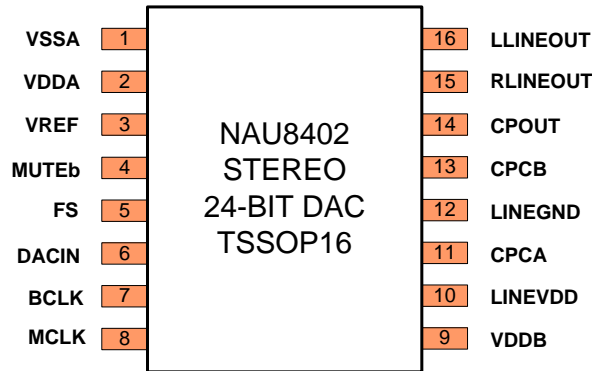 VSSA 1
VDDA 2
VREF 3
MUTEb 4
FS 5
DACIN 6
BCLK 7
MCLK 8
NAU8402
STEREO
24-BIT DAC
TSSOP16
16 LLINEOUT
15 RLINEOUT
14 CPOUT
13 CPCB
12 LINEGND
11 CPCA
10 LINEVDD
9 VDDB